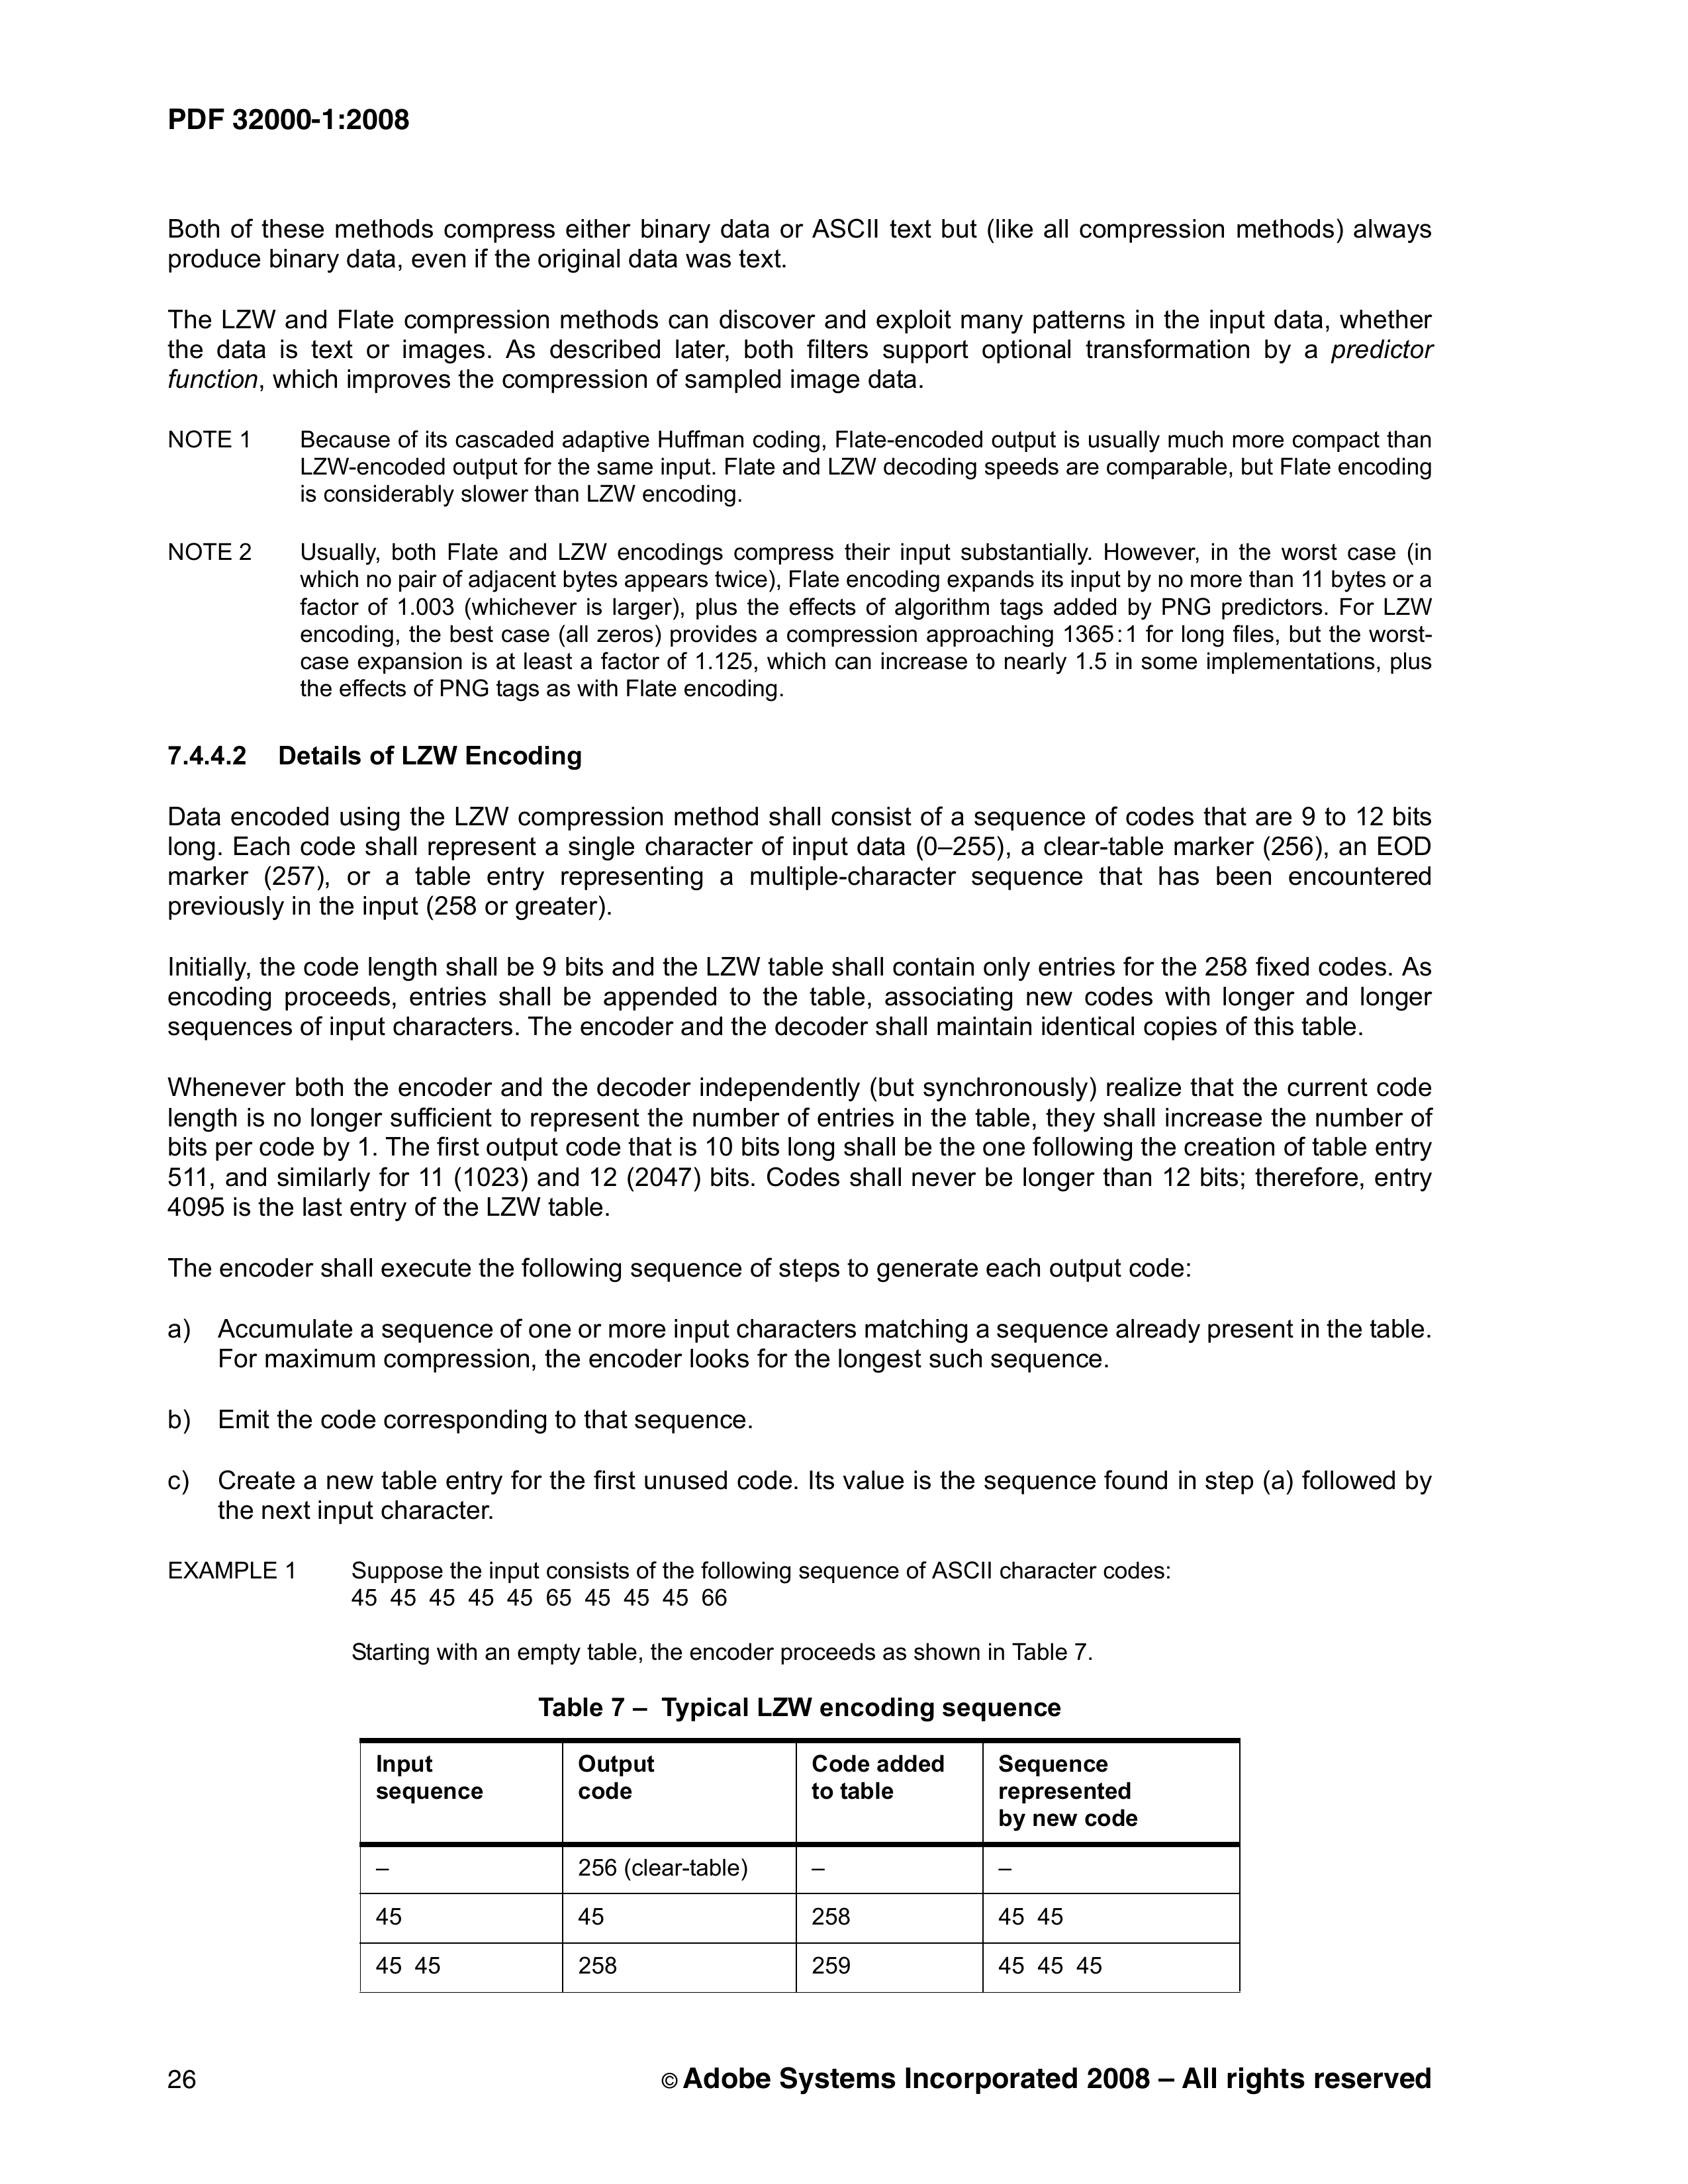 PDF 32000-1:2008
Both of these methods compress either binary data or ASCII text but (like all compression methods) always
produce binary data, even if the original data was text.
The LZW and Flate compression methods can discover and exploit many patterns in the input data, whether
the data is text or images. As described later, both filters support optional transformation by a predictor
function, which improves the compression of sampled image data.
NOTE 1 Because of its cascaded adaptive Huffman coding, Flate-encoded output is usually much more compact than
LZW-encoded output for the same input. Flate and LZW decoding speeds are comparable, but Flate encoding
is considerably slower than LZW encoding.
NOTE 2 Usually, both Flate and LZW encodings compress their input substantially. However, in the worst case (in
which no pair of adjacent bytes appears twice), Flate encoding expands its input by no more than 11 bytes or a
factor of 1.003 (whichever is larger), plus the effects of algorithm tags added by PNG predictors. For LZW
encoding, the best case (all zeros) provides a compression approaching 1365:1 for long files, but the worst-
case expansion is at least a factor of 1.125, which can increase to nearly 1.5 in some implementations, plus
the effects of PNG tags as with Flate encoding.
7.4.4.2 Details of LZW Encoding
Data encoded using the LZW compression method shall consist of a sequence of codes that are 9 to 12 bits
long. Each code shall represent a single character of input data (0–255), a clear-table marker (256), an EOD
marker (257), or a table entry representing a multiple-character sequence that has been encountered
previously in the input (258 or greater).
Initially, the code length shall be 9 bits and the LZW table shall contain only entries for the 258 fixed codes. As
encoding proceeds, entries shall be appended to the table, associating new codes with longer and longer
sequences of input characters. The encoder and the decoder shall maintain identical copies of this table.
Whenever both the encoder and the decoder independently (but synchronously) realize that the current code
length is no longer sufficient to represent the number of entries in the table, they shall increase the number of
bits per code by 1. The first output code that is 10 bits long shall be the one following the creation of table entry
511, and similarly for 11 (1023) and 12 (2047) bits. Codes shall never be longer than 12 bits; therefore, entry
4095 is the last entry of the LZW table.
The encoder shall execute the following sequence of steps to generate each output code:
a) Accumulate a sequence of one or more input characters matching a sequence already present in the table.
For maximum compression, the encoder looks for the longest such sequence.
b) Emit the code corresponding to that sequence.
c) Create a new table entry for the first unused code. Its value is the sequence found in step (a) followed by
the next input character.
EXAMPLE 1 Suppose the input consists of the following sequence of ASCII character codes:
45 45 45 45 45 65 45 45 45 66
Starting with an empty table, the encoder proceeds as shown in Table 7.
Table 7 – Typical LZW encoding sequence
Input Output Code added Sequence
sequence code to table represented
by new code
– 256 (clear-table) – –
45 45 258 45 45
45 45 258 259 45 45 45
26 © Adobe Systems Incorporated 2008 – All rights reserved